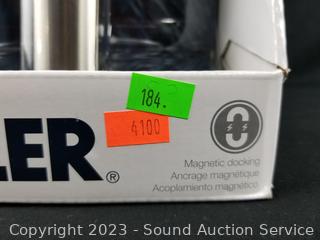 184.
4100
LER®
Magnetic docking
Ancrage magnétique
Acoplamiento magnético
Copyright 2023 - Sound Auction Service